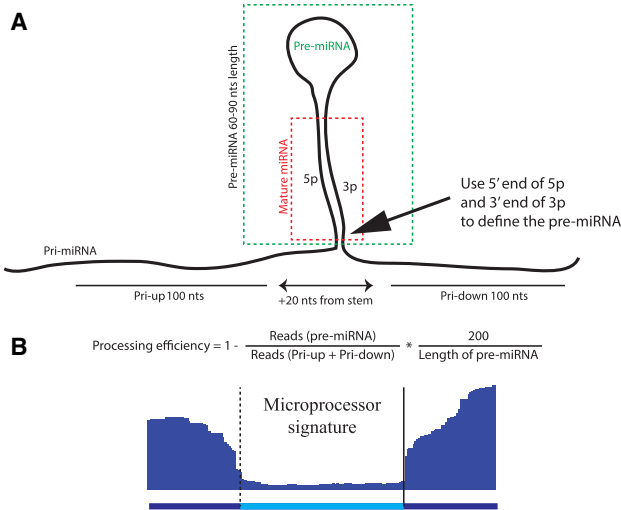 A
Pre-miRNA
Pre-miRNA 60-90 nts length
Mature miRNA
5p
3p
Use 5' end of 5p
and 3' end of 3p
to define the pre-miRNA
Pri-miRNA
Pri-up 100 nts
+20 nts from stem
Pri-down 100 nts
B
Processing efficiency = 1 - Reads (pre-miRNA) / Reads (Pri-up + Pri-down) * 200 / Length of pre-miRNA
Microprocessor
signature